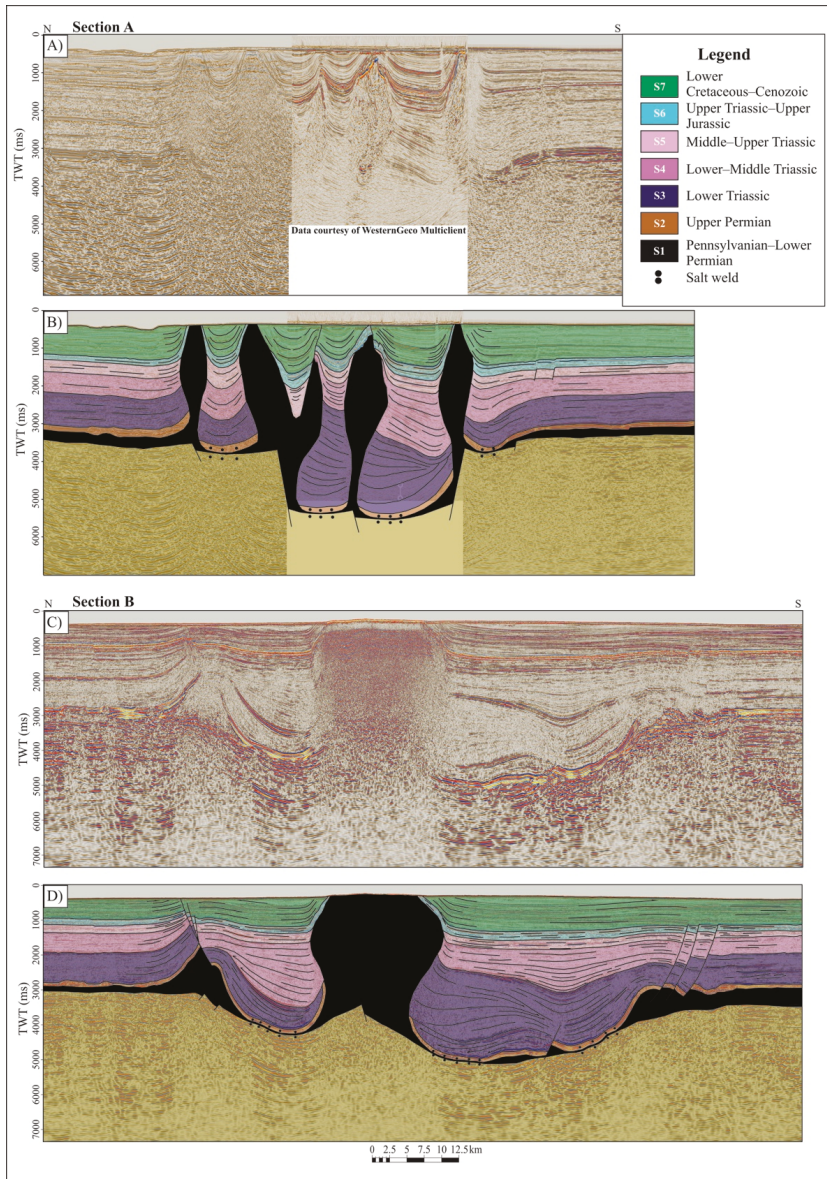 N Section A S
A)
0
1000
2000
3000
4000
5000
6000
TWT (ms)
Data courtesy of WesternGeco Multiclient
Legend
S7 Lower
Cretaceous–Cenozoic
S6 Upper Triassic–Upper
Jurassic
S5 Middle–Upper Triassic
S4 Lower–Middle Triassic
S3 Lower Triassic
S2 Upper Permian
S1 Pennsylvanian–Lower
Permian
Salt weld
B)
0
1000
2000
3000
4000
5000
6000
TWT (ms)
N Section B S
C)
0
1000
2000
3000
4000
5000
6000
7000
TWT (ms)
D)
0
1000
2000
3000
4000
5000
6000
7000
TWT (ms)
0 2.5 5 7.5 10 12.5km